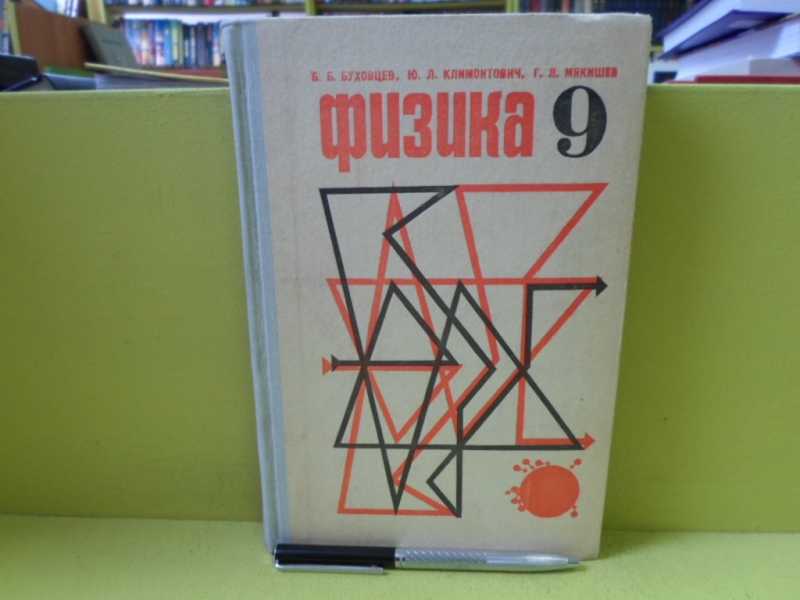 Б. Б. БУХОВЦЕВ, Ю. Л. КЛИМОНТОВИЧ, Г. Я. МЯКИШЕВ
физика 9